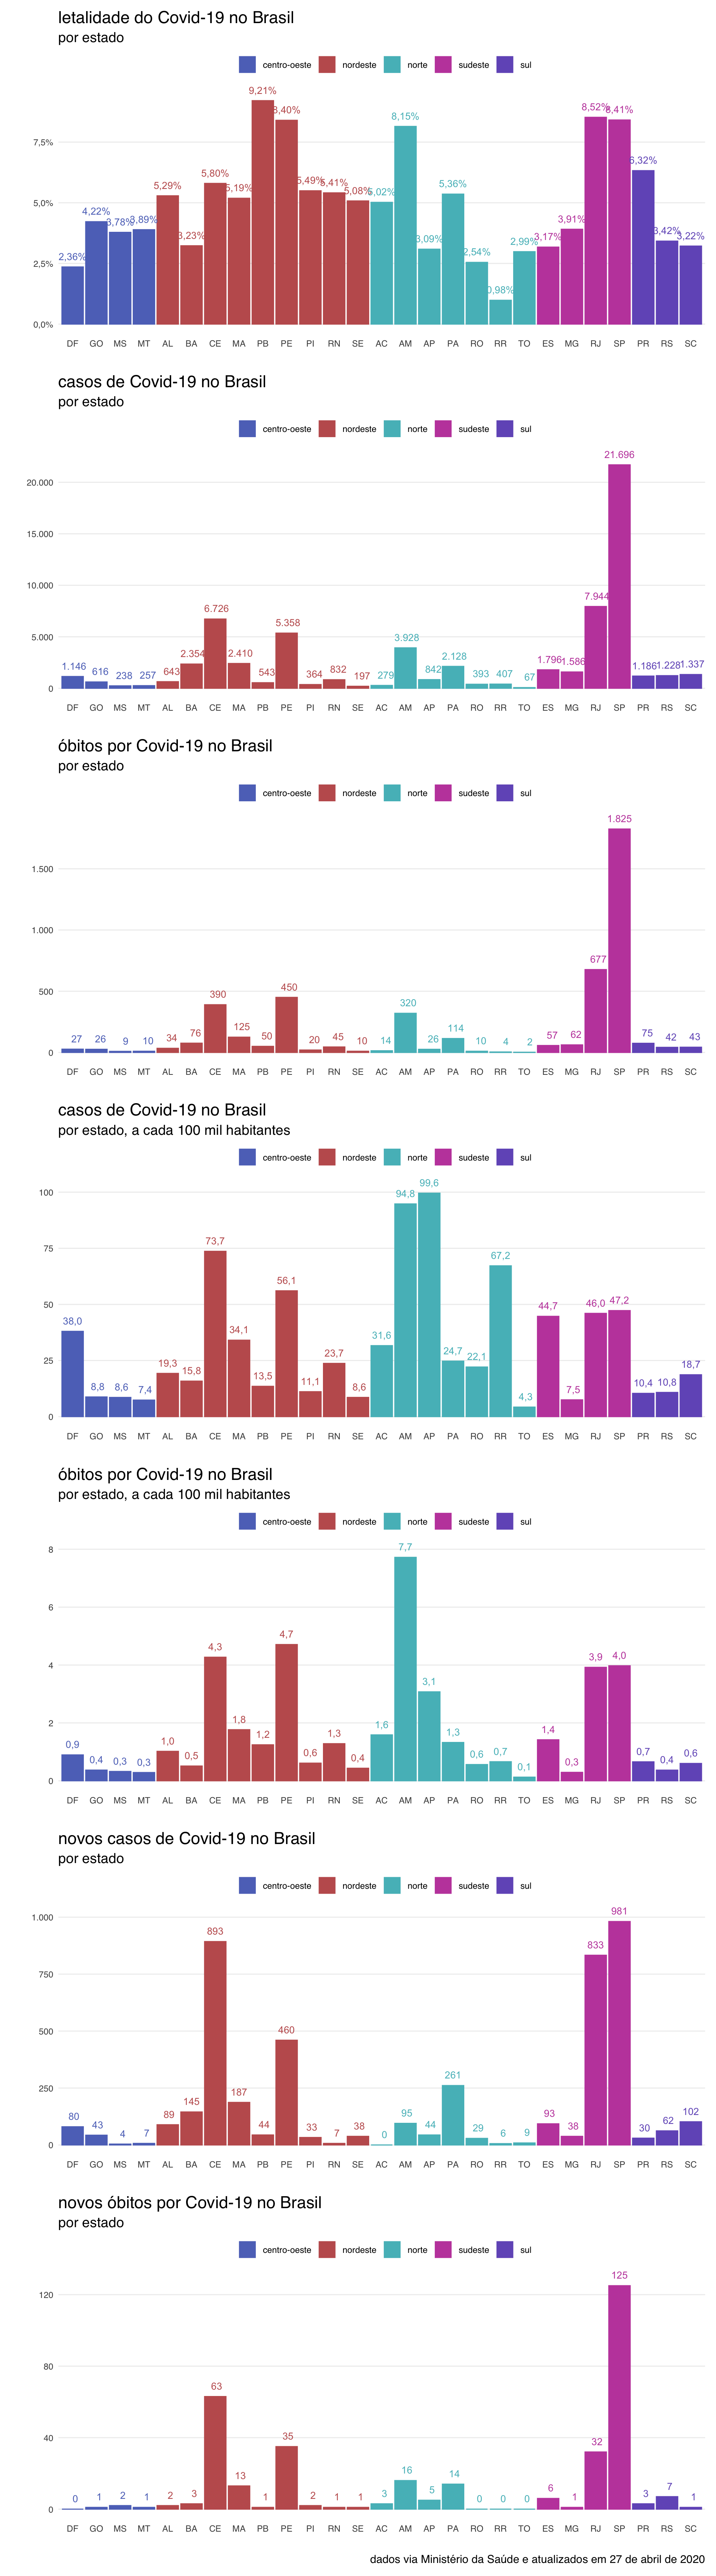 letalidade do Covid-19 no Brasil
por estado
centro-oeste nordeste norte sudeste sul
7,5%
5,0%
2,5%
0,0%
2,36% 4,22% 3,78% 3,89% 5,29% 3,23% 5,80% 5,19% 9,21% 8,40% 5,49% 5,41% 5,08% 5,02% 8,15% 3,09% 5,36% 2,54% 0,98% 2,99% 3,17% 3,91% 8,52% 8,41% 6,32% 3,42% 3,22%
DF GO MS MT AL BA CE MA PB PE PI RN SE AC AM AP PA RO RR TO ES MG RJ SP PR RS SC
casos de Covid-19 no Brasil
por estado
centro-oeste nordeste norte sudeste sul
20.000
15.000
10.000
5.000
0
1.146 616 238 257 643 2.354 6.726 2.410 543 5.358 364 832 197 279 3.928 842 2.128 393 407 67 1.796 1.586 7.944 21.696 1.186 1.228 1.337
DF GO MS MT AL BA CE MA PB PE PI RN SE AC AM AP PA RO RR TO ES MG RJ SP PR RS SC
óbitos por Covid-19 no Brasil
por estado
centro-oeste nordeste norte sudeste sul
1.500
1.000
500
0
27 26 9 10 34 76 390 125 50 450 20 45 10 14 320 26 114 10 4 2 57 62 677 1.825 75 42 43
DF GO MS MT AL BA CE MA PB PE PI RN SE AC AM AP PA RO RR TO ES MG RJ SP PR RS SC
casos de Covid-19 no Brasil
por estado, a cada 100 mil habitantes
centro-oeste nordeste norte sudeste sul
100
75
50
25
0
38,0 8,8 8,6 7,4 19,3 15,8 73,7 34,1 13,5 56,1 11,1 23,7 8,6 31,6 94,8 99,6 24,7 22,1 67,2 4,3 44,7 7,5 46,0 47,2 10,4 10,8 18,7
DF GO MS MT AL BA CE MA PB PE PI RN SE AC AM AP PA RO RR TO ES MG RJ SP PR RS SC
óbitos por Covid-19 no Brasil
por estado, a cada 100 mil habitantes
centro-oeste nordeste norte sudeste sul
8
6
4
2
0
0,9 0,4 0,3 0,3 1,0 0,5 4,3 1,8 1,2 4,7 0,6 1,3 0,4 1,6 7,7 3,1 1,3 0,6 0,7 0,1 1,4 0,3 3,9 4,0 0,7 0,4 0,6
DF GO MS MT AL BA CE MA PB PE PI RN SE AC AM AP PA RO RR TO ES MG RJ SP PR RS SC
novos casos de Covid-19 no Brasil
por estado
centro-oeste nordeste norte sudeste sul
1.000
750
500
250
0
80 43 4 7 89 145 893 187 44 460 33 7 38 0 95 44 261 29 6 9 93 38 833 981 30 62 102
DF GO MS MT AL BA CE MA PB PE PI RN SE AC AM AP PA RO RR TO ES MG RJ SP PR RS SC
novos óbitos por Covid-19 no Brasil
por estado
centro-oeste nordeste norte sudeste sul
120
80
40
0
0 1 2 1 2 3 63 13 1 35 2 1 1 3 16 5 14 0 0 0 6 1 32 125 3 7 1
DF GO MS MT AL BA CE MA PB PE PI RN SE AC AM AP PA RO RR TO ES MG RJ SP PR RS SC
dados via Ministério da Saúde e atualizados em 27 de abril de 2020